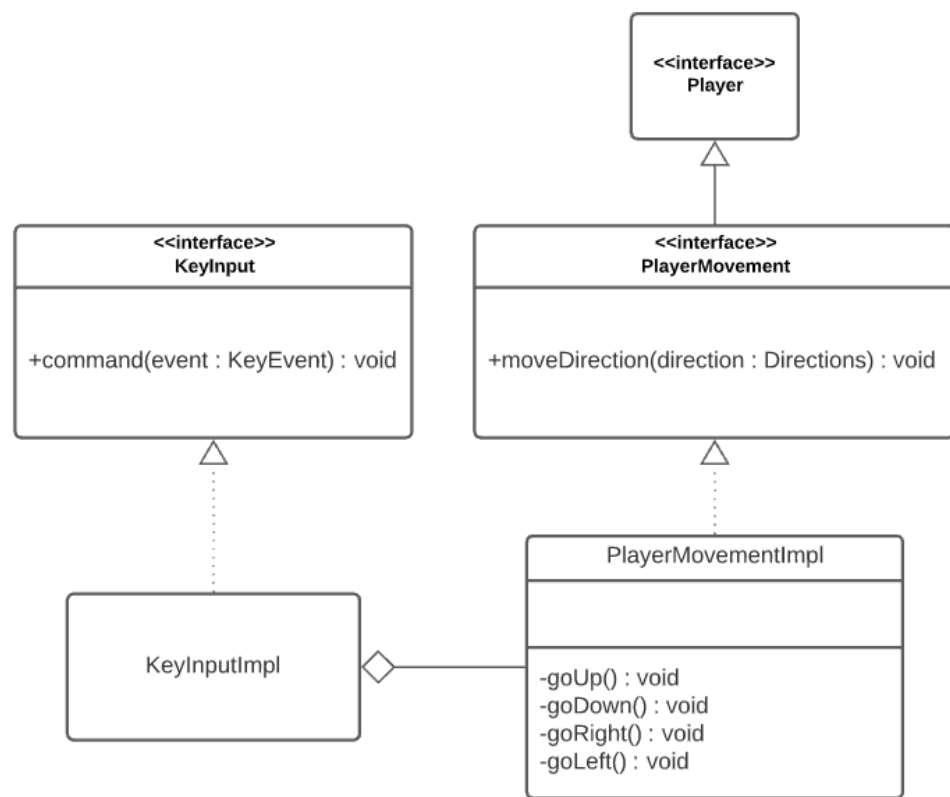 <<interface>>
Player
<<interface>>
KeyInput
+command(event : KeyEvent) : void
<<interface>>
PlayerMovement
+moveDirection(direction : Directions) : void
KeyInputImpl
PlayerMovementImpl
-goUp() : void
-goDown() : void
-goRight() : void
-goLeft() : void